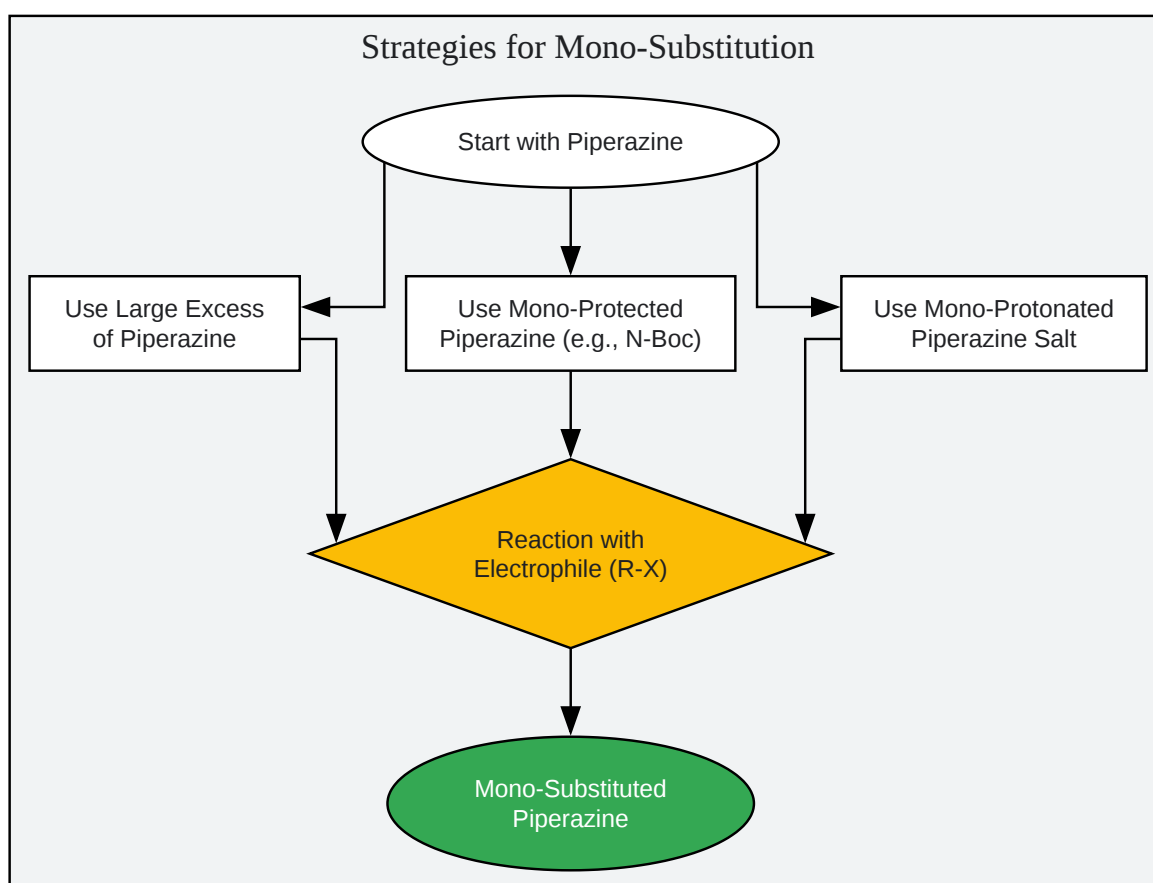 Strategies for Mono-Substitution
Start with Piperazine
Use Large Excess
of Piperazine
Use Mono-Protected
Piperazine (e.g., N-Boc)
Use Mono-Protonated
Piperazine Salt
Reaction with
Electrophile (R-X)
Mono-Substituted
Piperazine